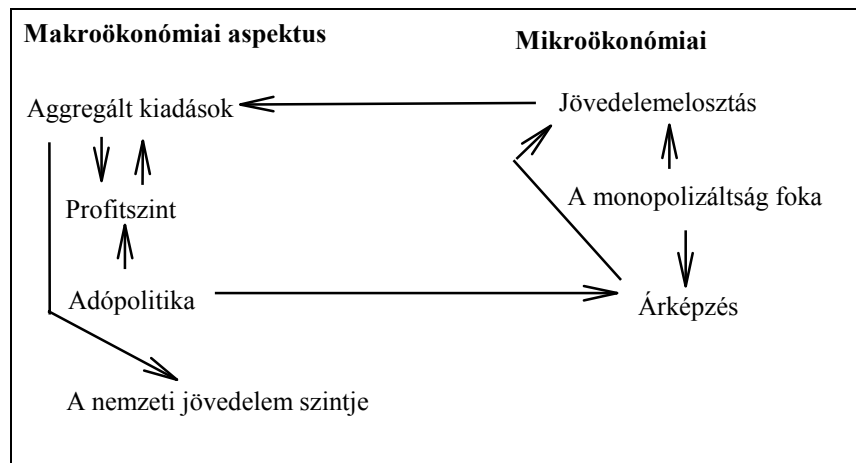 Makroökonómiai aspektus
Mikroökonómiai
Aggregált kiadások
Jövedelemelosztás
Profitszint
A monopolizáltság foka
Adópolitika
Árképzés
A nemzeti jövedelem szintje